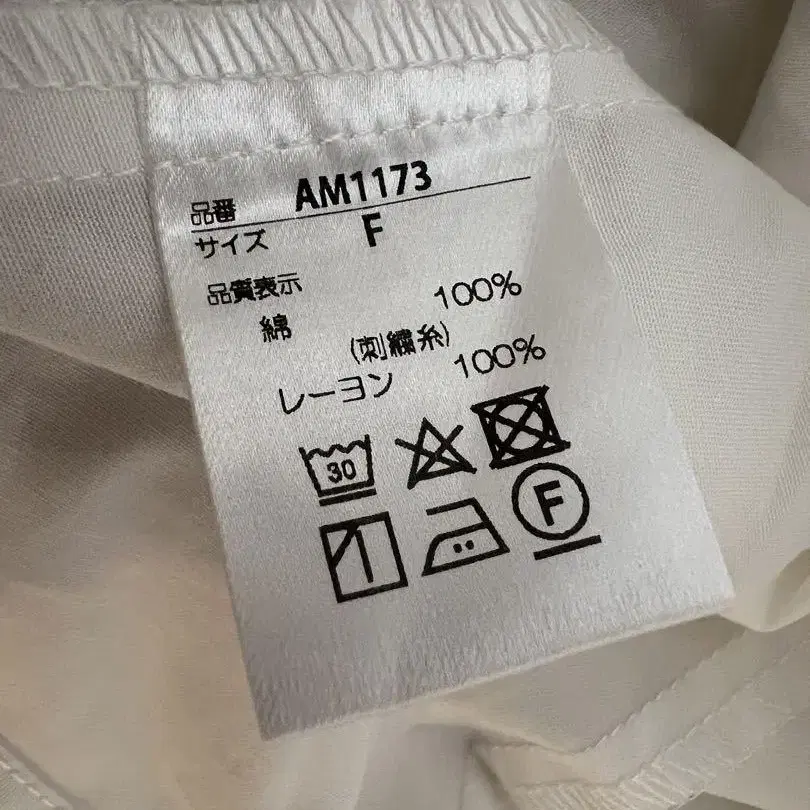 品番 AM1173
サイズ F
品質表示
綿 100%
(刺繍糸)
レーヨン 100%
30
F